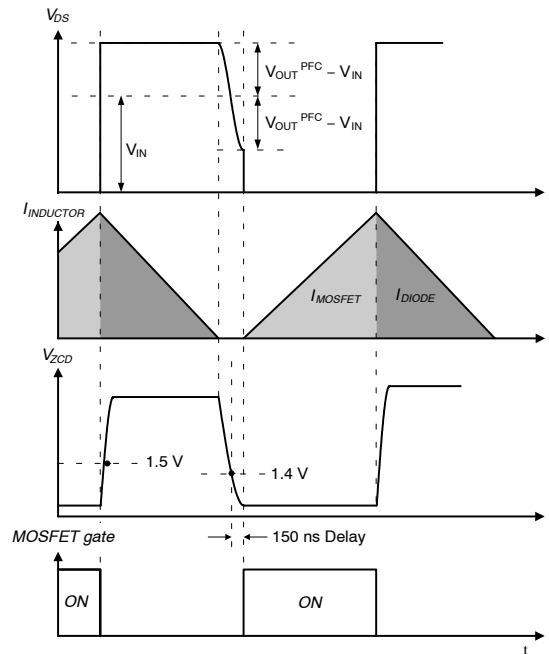 V_DS
V_OUT^PFC – V_IN
V_OUT^PFC – V_IN
V_IN
I_INDUCTOR
I_MOSFET
I_DIODE
V_ZCD
1.5 V
1.4 V
MOSFET gate
150 ns Delay
ON
ON
t